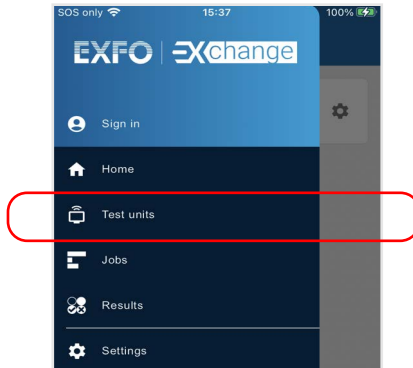 SOS only 15:37 100%
EXFO EXchange
Sign in
Home
Test units
Jobs
Results
Settings